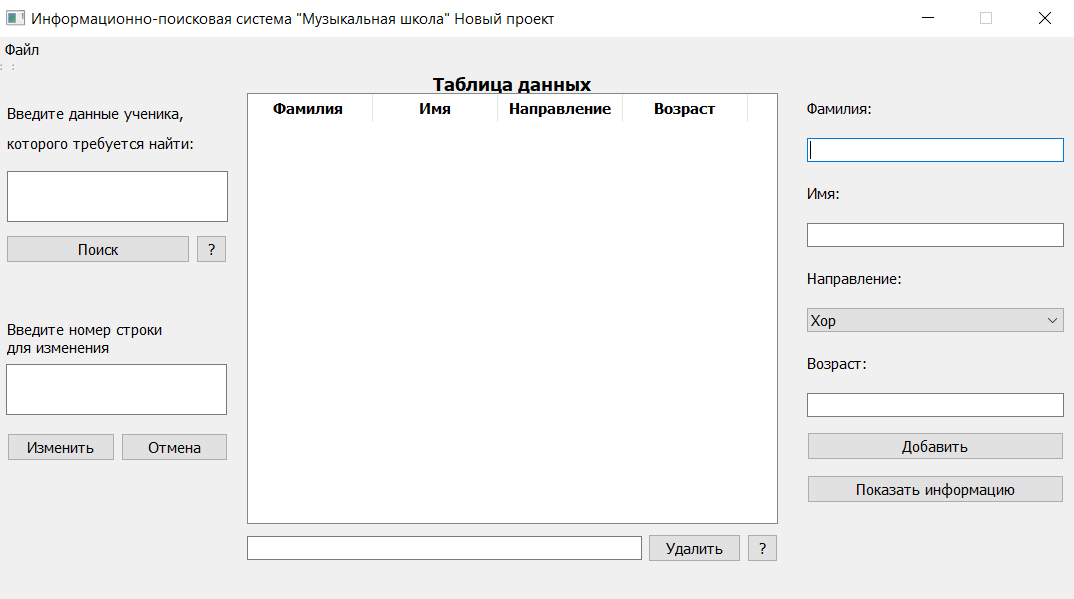 Информационно-поисковая система "Музыкальная школа" Новый проект
Файл
Введите данные ученика,
которого требуется найти:
Поиск
?
Введите номер строки
для изменения
Изменить
Отмена
Таблица данных
Фамилия
Имя
Направление
Возраст
Удалить
?
Фамилия:
Имя:
Направление:
Хор
Возраст:
Добавить
Показать информацию